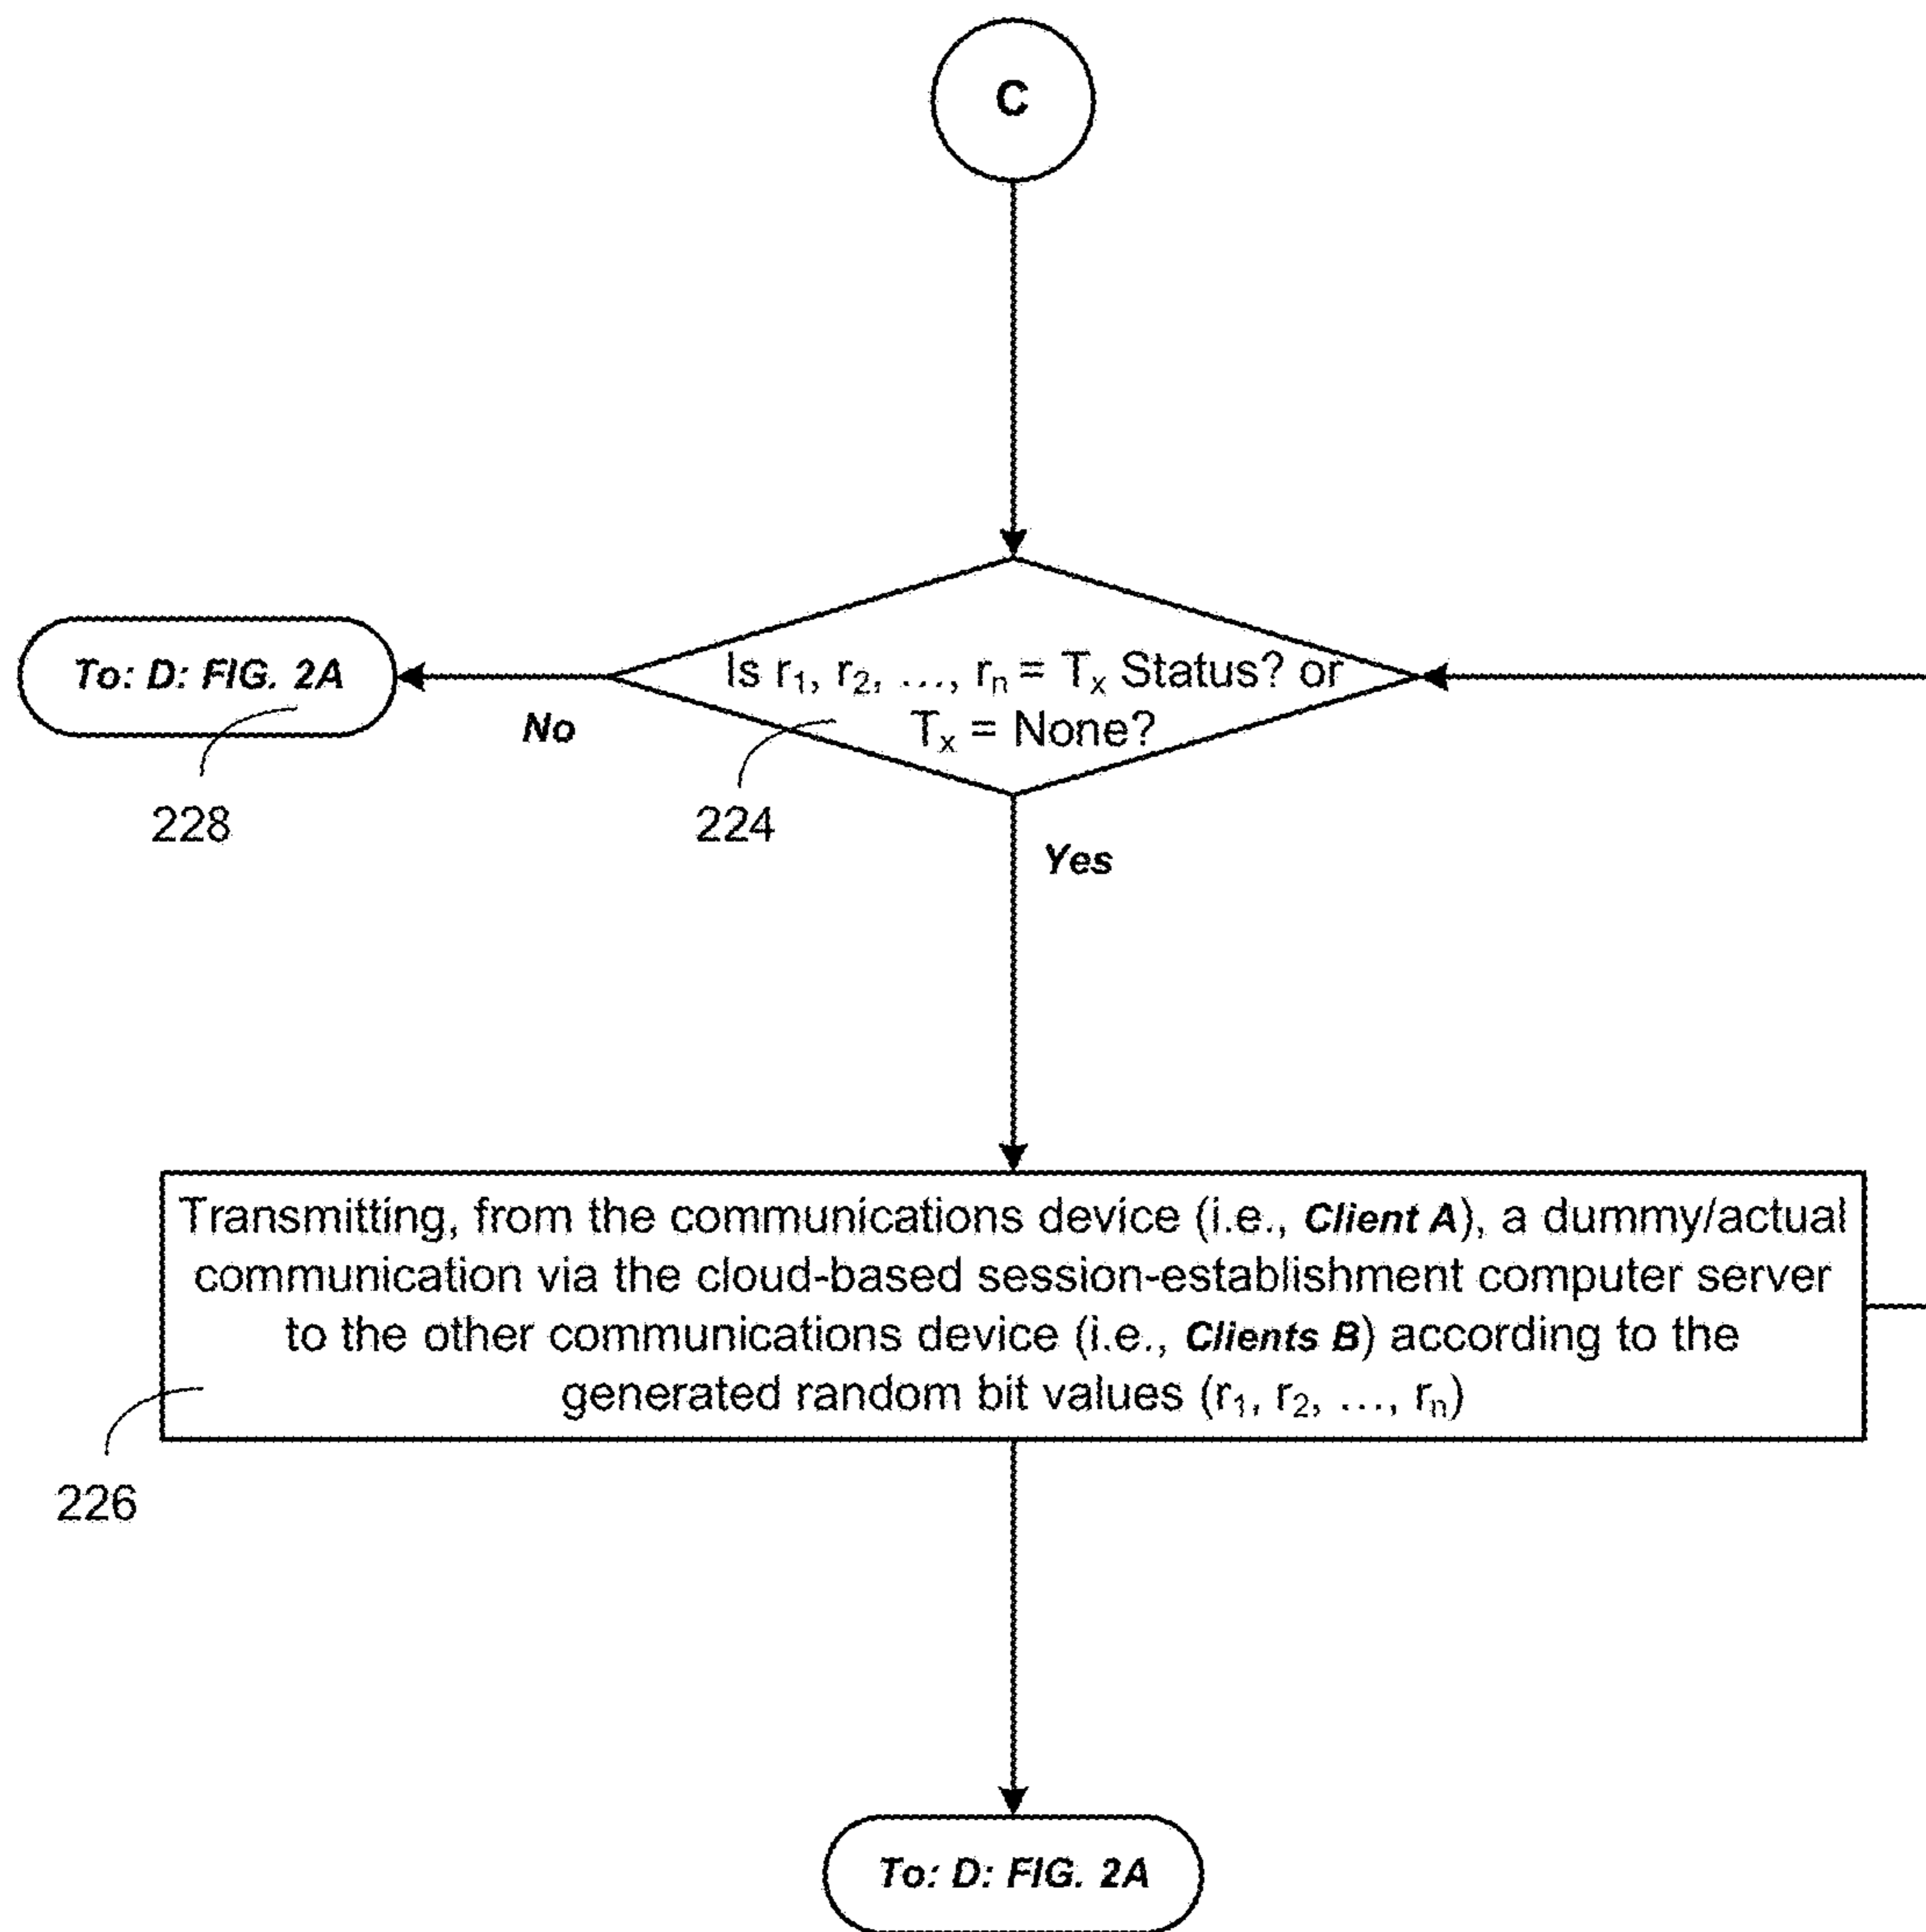 C
Is r₁, r₂, ..., rₙ = Tₓ Status? or
Tₓ = None?
To: D: FIG. 2A
No
228
224
Yes
Transmitting, from the communications device (i.e., Client A), a dummy/actual
communication via the cloud-based session-establishment computer server
to the other communications device (i.e., Clients B) according to the
generated random bit values (r₁, r₂, ..., rₙ)
226
To: D: FIG. 2A